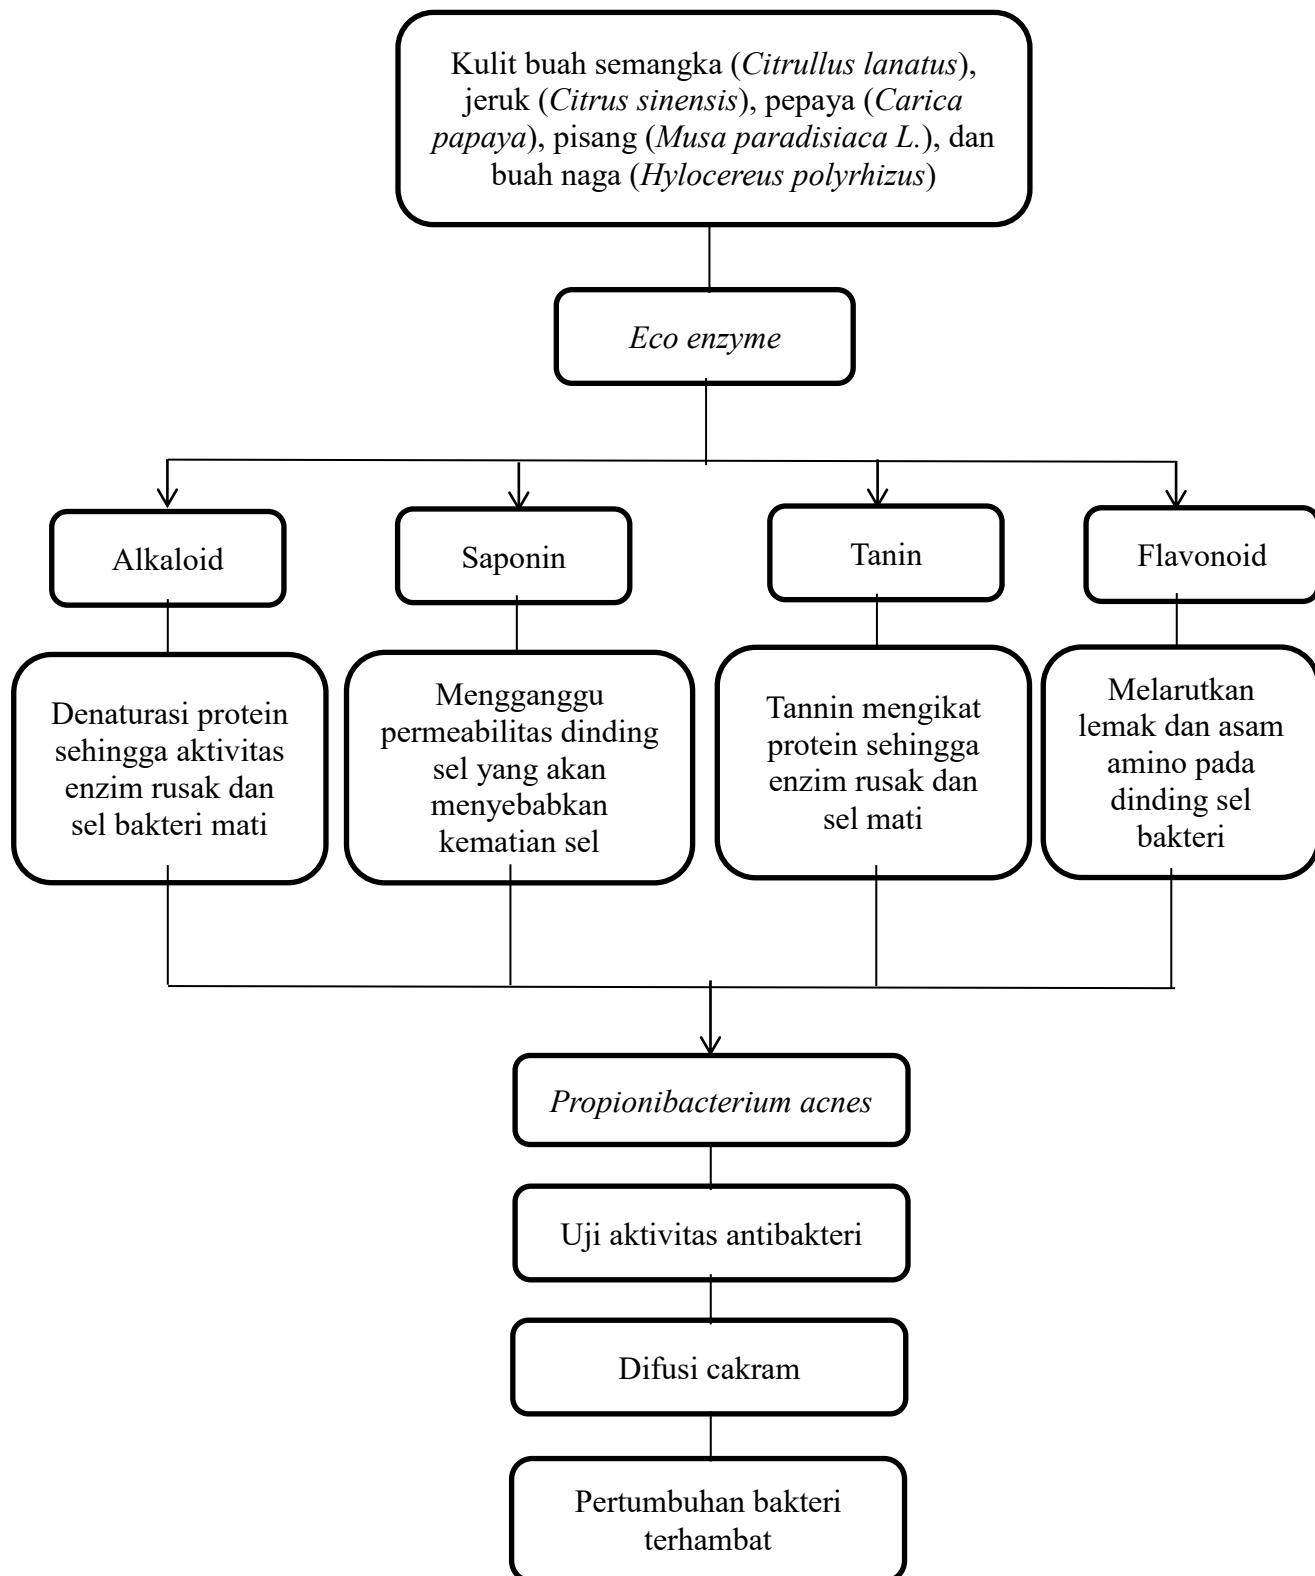 Kulit buah semangka (Citrullus lanatus),
jeruk (Citrus sinensis), pepaya (Carica
papaya), pisang (Musa paradisiaca L.), dan
buah naga (Hylocereus polyrhizus)
Eco enzyme
Alkaloid
Saponin
Tanin
Flavonoid
Denaturasi protein
sehingga aktivitas
enzim rusak dan
sel bakteri mati
Mengganggu
permeabilitas dinding
sel yang akan
menyebabkan
kematian sel
Tannin mengikat
protein sehingga
enzim rusak dan
sel mati
Melarutkan
lemak dan asam
amino pada
dinding sel
bakteri
Propionibacterium acnes
Uji aktivitas antibakteri
Difusi cakram
Pertumbuhan bakteri
terhambat